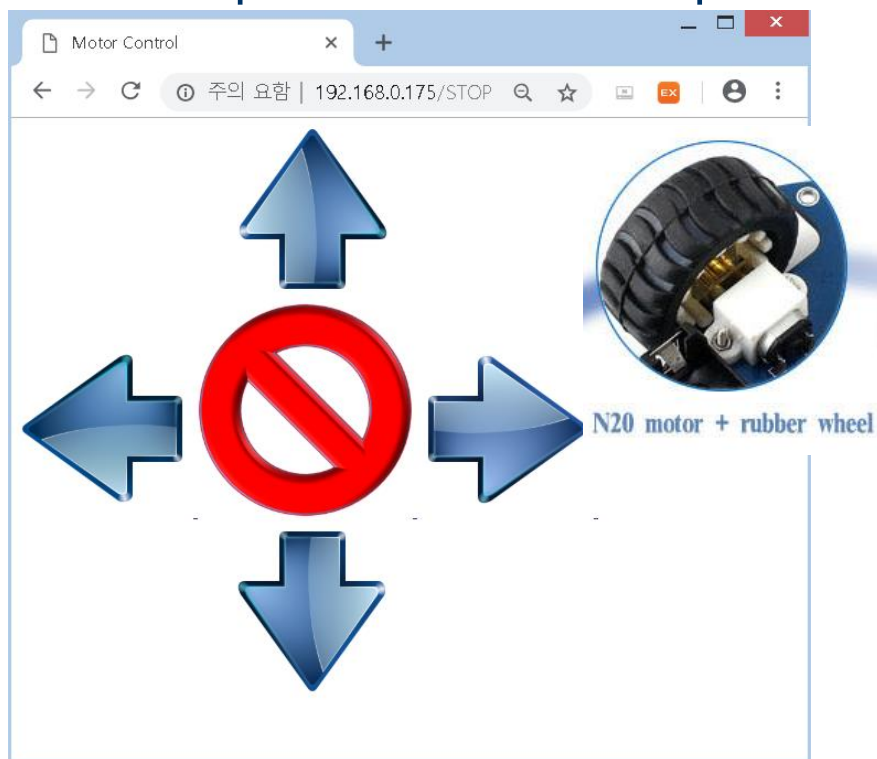 Motor Control
주의 요함 | 192.168.0.175/STOP
EX
N20 motor + rubber wheel